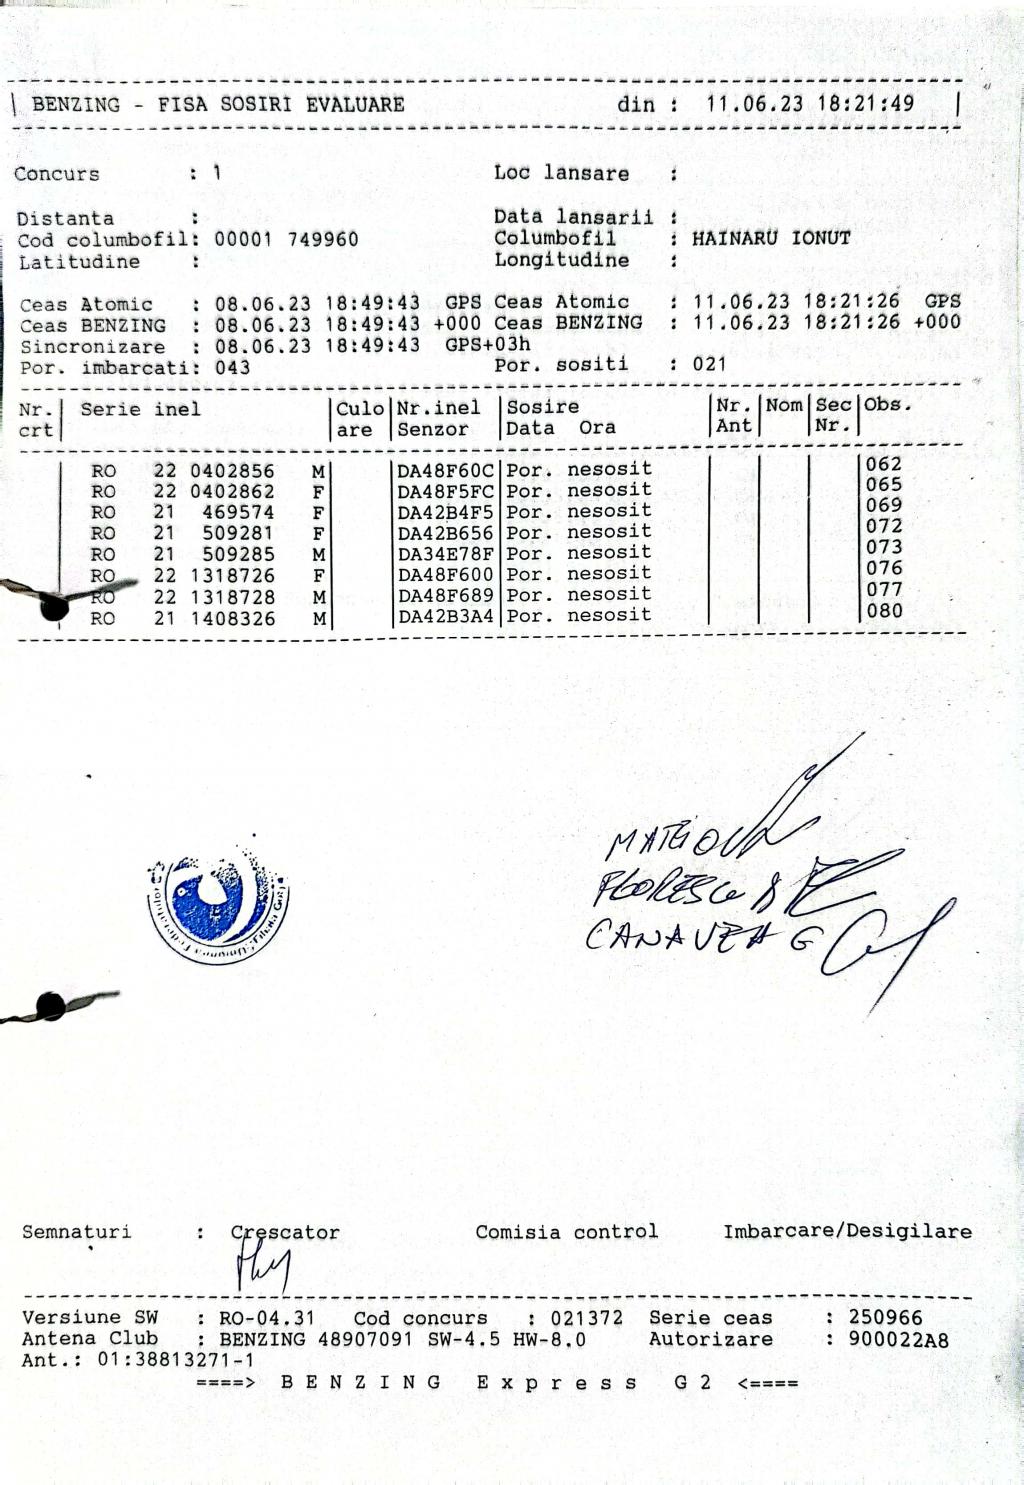 BENZING - FISA SOSIRI EVALUARE din : 11.06.23 18:21:49
Concurs : 1 Loc lansare :
Distanta : Data lansarii :
Cod columbofil: 00001 749960 Columbofil : HAINARU IONUT
Latitudine : Longitudine :
Ceas Atomic : 08.06.23 18:49:43 GPS Ceas Atomic : 11.06.23 18:21:26 GPS
Ceas BENZING : 08.06.23 18:49:43 +000 Ceas BENZING : 11.06.23 18:21:26 +000
Sincronizare : 08.06.23 18:49:43 GPS+03h
Por. imbarcati: 043 Por. sositi : 021
Nr. Serie inel Culo Nr.inel Sosire Nr. Nom Sec Obs.
crt are Senzor Data Ora Ant Nr.
RO 22 0402856 M DA48F60C Por. nesosit 062
RO 22 0402862 F DA48F5FC Por. nesosit 065
RO 21 469574 F DA42B4F5 Por. nesosit 069
RO 21 509281 F DA42B656 Por. nesosit 072
RO 21 509285 M DA34E78F Por. nesosit 073
RO 22 1318726 F DA48F600 Por. nesosit 076
RO 22 1318728 M DA48F689 Por. nesosit 077
RO 21 1408326 M DA42B3A4 Por. nesosit 080
CANAVEA G
Semnaturi : Crescator Comisia control Imbarcare/Desigilare
Versiune SW : RO-04.31 Cod concurs : 021372 Serie ceas : 250966
Antena Club : BENZING 48907091 SW-4.5 HW-8.0 Autorizare : 900022A8
Ant.: 01:38813271-1
====> BENZING Express G2 <====